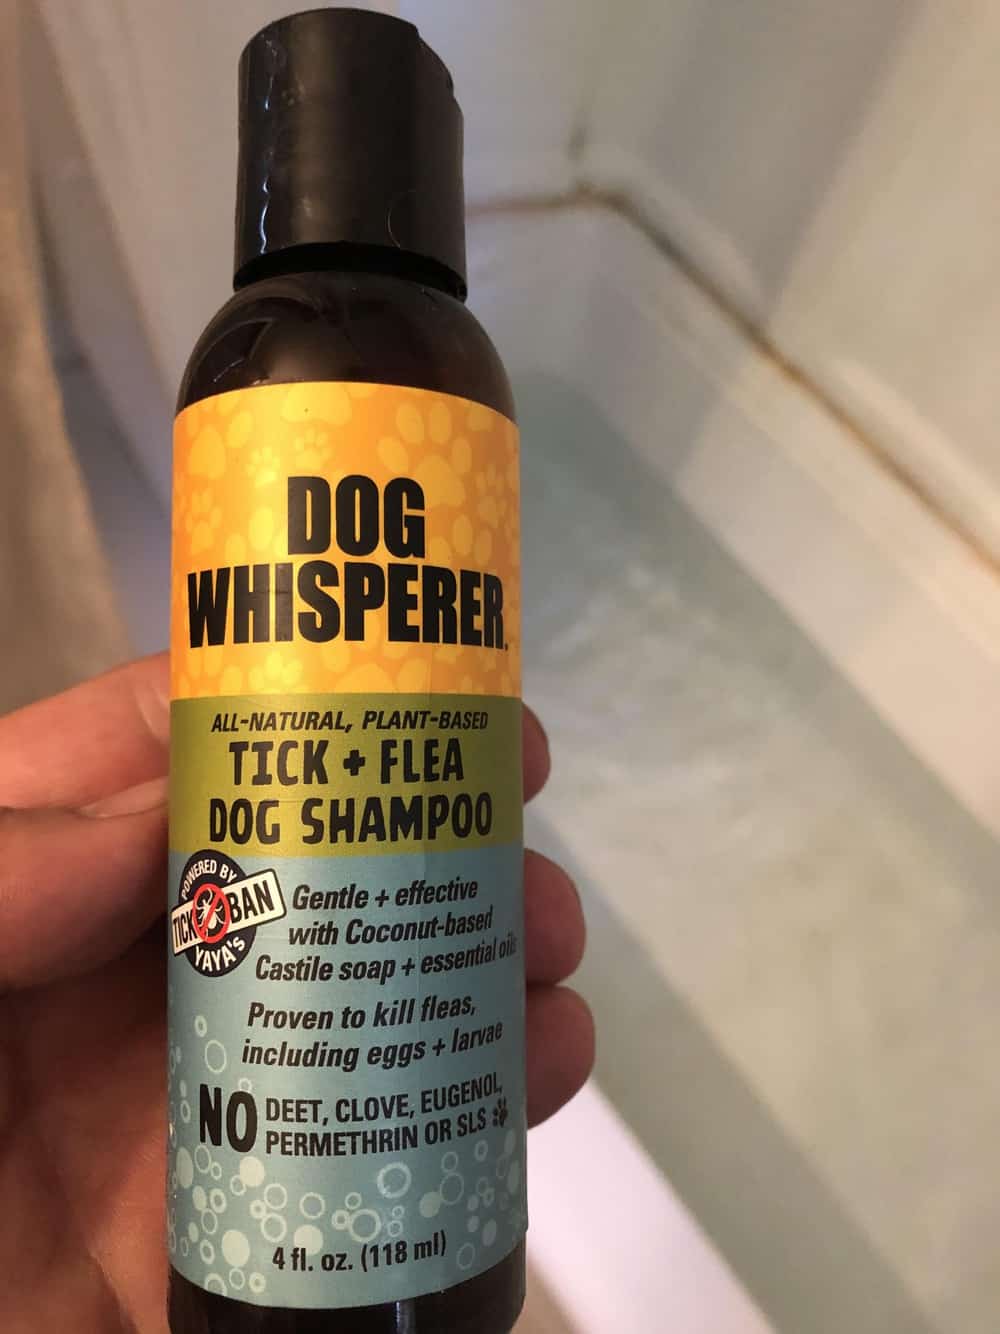 DOG
WHISPERER.
ALL-NATURAL, PLANT-BASED
TICK + FLEA
DOG SHAMPOO
POWERED BY
TICK BAN
YAYA'S
Gentle + effective
with Coconut-based
Castile soap + essential oils
Proven to kill fleas,
including eggs + larvae
NO DEET, CLOVE, EUGENOL,
PERMETHRIN OR SLS
4 fl. oz. (118 ml)